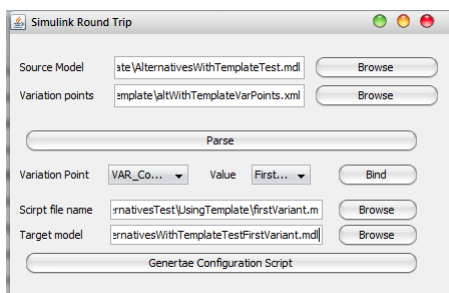 Simulink Round Trip
Source Model ate\AlternativesWithTemplateTest.mdl Browse
Variation points emplate\altWithTemplateVarPoints.xml Browse
Parse
Variation Point VAR_Co... Value First... Bind
Scirpt file name ernativesTest\UsingTemplate\firstVariant.m Browse
Target model ernativesWithTemplateTestFirstVariant.mdl Browse
Genertae Configuration Script